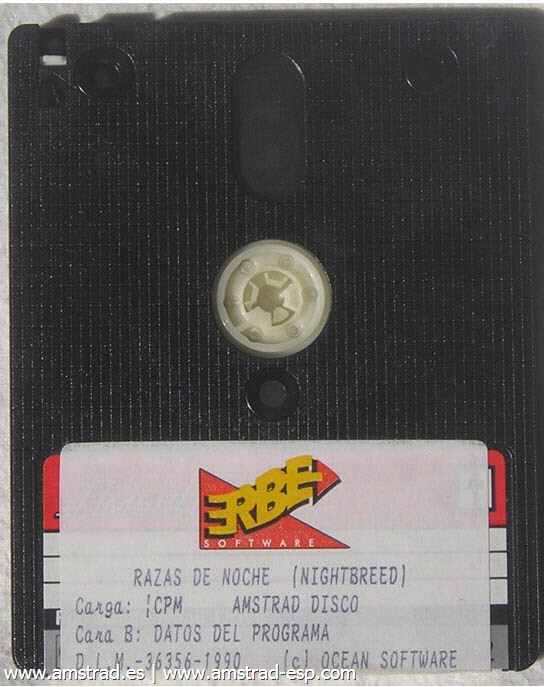 ERBE
SOFTWARE
RAZAS DE NOCHE (NIGHTBREED)
Carga: ¦CPM AMSTRAD DISCO
Cara B: DATOS DEL PROGRAMA
D.L.M.-36356-1990 (c) OCEAN SOFTWARE
www.amstrad.es | www.amstrad-esp.com